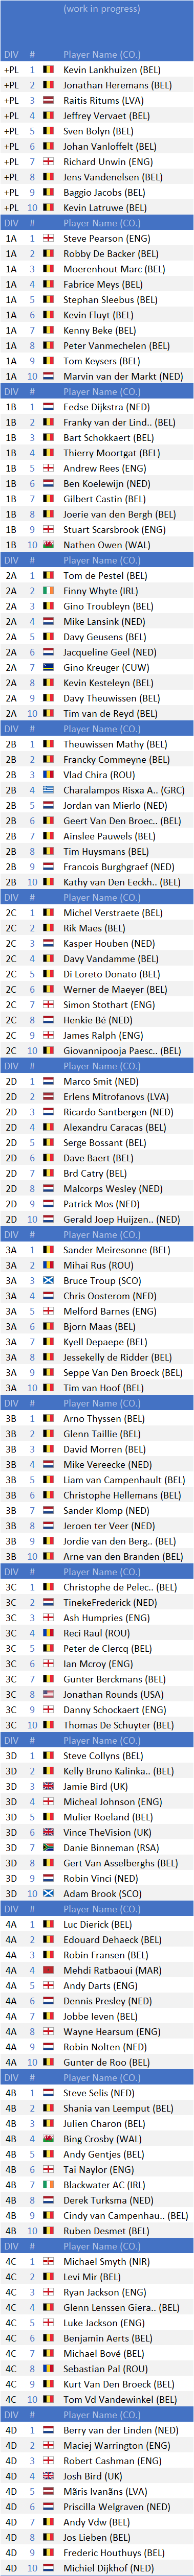 (work in progress)
DIV # Player Name (CO.)
+PL 1 Kevin Lankhuizen (BEL)
+PL 2 Jonathan Heremans (BEL)
+PL 3 Raitis Ritums (LVA)
+PL 4 Jeffrey Vervaet (BEL)
+PL 5 Sven Bolyn (BEL)
+PL 6 Johan Vanloffelt (BEL)
+PL 7 Richard Unwin (ENG)
+PL 8 Jens Vandenelsen (BEL)
+PL 9 Baggio Jacobs (BEL)
+PL 10 Kevin Latruwe (BEL)
DIV # Player Name (CO.)
1A 1 Steve Pearson (ENG)
1A 2 Robby De Backer (BEL)
1A 3 Moerenhout Marc (BEL)
1A 4 Fabrice Meys (BEL)
1A 5 Stephan Sleebus (BEL)
1A 6 Kevin Fluyt (BEL)
1A 7 Kenny Beke (BEL)
1A 8 Peter Vanmechelen (BEL)
1A 9 Tom Keysers (BEL)
1A 10 Marvin van der Markt (NED)
DIV # Player Name (CO.)
1B 1 Eedse Dijkstra (NED)
1B 2 Franky van der Lind.. (BEL)
1B 3 Bart Schokkaert (BEL)
1B 4 Thierry Moortgat (BEL)
1B 5 Andrew Rees (ENG)
1B 6 Ben Koelewijn (NED)
1B 7 Gilbert Castin (BEL)
1B 8 Joerie van den Bergh (BEL)
1B 9 Stuart Scarsbrook (ENG)
1B 10 Nathen Owen (WAL)
DIV # Player Name (CO.)
2A 1 Tom de Pestel (BEL)
2A 2 Finny Whyte (IRL)
2A 3 Gino Troubleyn (BEL)
2A 4 Mike Lansink (NED)
2A 5 Davy Geusens (BEL)
2A 6 Jacqueline Geel (NED)
2A 7 Gino Kreuger (CUW)
2A 8 Kevin Kesteleyn (BEL)
2A 9 Davy Theuwissen (BEL)
2A 10 Tim van de Reyd (BEL)
DIV # Player Name (CO.)
2B 1 Theuwissen Mathy (BEL)
2B 2 Francky Commeyne (BEL)
2B 3 Vlad Chira (ROU)
2B 4 Charalampos Risxa A.. (GRC)
2B 5 Jordan van Mierlo (NED)
2B 6 Geert Van Den Broec.. (BEL)
2B 7 Ainslee Pauwels (BEL)
2B 8 Tim Huysmans (BEL)
2B 9 Francois Burghgraef (NED)
2B 10 Kathy van Den Eeckh.. (BEL)
DIV # Player Name (CO.)
2C 1 Michel Verstraete (BEL)
2C 2 Rik Maes (BEL)
2C 3 Kasper Houben (NED)
2C 4 Davy Vandamme (BEL)
2C 5 Di Loreto Donato (BEL)
2C 6 Werner de Maeyer (BEL)
2C 7 Simon Stothart (ENG)
2C 8 Henkie Bé (NED)
2C 9 James Ralph (ENG)
2C 10 Giovannipooja Paesc.. (BEL)
DIV # Player Name (CO.)
2D 1 Marco Smit (NED)
2D 2 Erlens Mitrofanovs (LVA)
2D 3 Ricardo Santbergen (NED)
2D 4 Alexandru Caracas (BEL)
2D 5 Serge Bossant (BEL)
2D 6 Dave Baert (BEL)
2D 7 Brd Catry (BEL)
2D 8 Malcorps Wesley (NED)
2D 9 Patrick Mos (NED)
2D 10 Gerald Joep Huijzen.. (NED)
DIV # Player Name (CO.)
3A 1 Sander Meiresonne (BEL)
3A 2 Mihai Rus (ROU)
3A 3 Bruce Troup (SCO)
3A 4 Chris Oosterom (NED)
3A 5 Melford Barnes (ENG)
3A 6 Bjorn Maas (BEL)
3A 7 Kyell Depaepe (BEL)
3A 8 Jessekelly de Ridder (BEL)
3A 9 Seppe Van Den Broeck (BEL)
3A 10 Tim van Hoof (BEL)
DIV # Player Name (CO.)
3B 1 Arno Thyssen (BEL)
3B 2 Glenn Taillie (BEL)
3B 3 David Morren (BEL)
3B 4 Mike Vereecke (NED)
3B 5 Liam van Campenhault (BEL)
3B 6 Christophe Hellemans (BEL)
3B 7 Sander Klomp (NED)
3B 8 Jeroen ter Veer (NED)
3B 9 Jordie van den Berg.. (BEL)
3B 10 Arne van den Branden (BEL)
DIV # Player Name (CO.)
3C 1 Christophe de Pelec.. (BEL)
3C 2 TinekeFrederick (NED)
3C 3 Ash Humpries (ENG)
3C 4 Reci Raul (ROU)
3C 5 Peter de Clercq (BEL)
3C 6 Ian Mcroy (ENG)
3C 7 Gunter Berckmans (BEL)
3C 8 Jonathan Rounds (USA)
3C 9 Danny Schockaert (ENG)
3C 10 Thomas De Schuyter (BEL)
DIV # Player Name (CO.)
3D 1 Steve Collyns (BEL)
3D 2 Kelly Bruno Kalinka.. (BEL)
3D 3 Jamie Bird (UK)
3D 4 Micheal Johnson (ENG)
3D 5 Mulier Roeland (BEL)
3D 6 Vince TheVision (UK)
3D 7 Danie Binneman (RSA)
3D 8 Gert Van Asselberghs (BEL)
3D 9 Robin Vinci (NED)
3D 10 Adam Brook (SCO)
DIV # Player Name (CO.)
4A 1 Luc Dierick (BEL)
4A 2 Edouard Dehaeck (BEL)
4A 3 Robin Fransen (BEL)
4A 4 Mehdi Ratbaoui (MAR)
4A 5 Andy Darts (ENG)
4A 6 Dennis Presley (NED)
4A 7 Jobbe Ieven (BEL)
4A 8 Wayne Hearsum (ENG)
4A 9 Robin Nolten (NED)
4A 10 Gunter de Roo (BEL)
DIV # Player Name (CO.)
4B 1 Steve Selis (NED)
4B 2 Shania van Leemput (BEL)
4B 3 Julien Charon (BEL)
4B 4 Bing Crosby (WAL)
4B 5 Andy Gentjes (BEL)
4B 6 Tai Naylor (ENG)
4B 7 Blackwater AC (IRL)
4B 8 Derek Turksma (NED)
4B 9 Cindy van Campenhau.. (BEL)
4B 10 Ruben Desmet (BEL)
DIV # Player Name (CO.)
4C 1 Michael Smyth (NIR)
4C 2 Levi Mir (BEL)
4C 3 Ryan Jackson (ENG)
4C 4 Glenn Lenssen Giera.. (BEL)
4C 5 Luke Jackson (ENG)
4C 6 Benjamin Aerts (BEL)
4C 7 Michael Bové (BEL)
4C 8 Sebastian Pal (ROU)
4C 9 Kurt Van Den Broeck (BEL)
4C 10 Tom Vd Vandewinkel (BEL)
DIV # Player Name (CO.)
4D 1 Berry van der Linden (NED)
4D 2 Maciej Warrington (ENG)
4D 3 Robert Cashman (ENG)
4D 4 Josh Bird (UK)
4D 5 Māris Ivanāns (LVA)
4D 6 Priscilla Welgraven (NED)
4D 7 Andy Vdw (BEL)
4D 8 Jos Lieben (BEL)
4D 9 Frederic Houthuys (BEL)
4D 10 Michiel Dijkhof (NED)